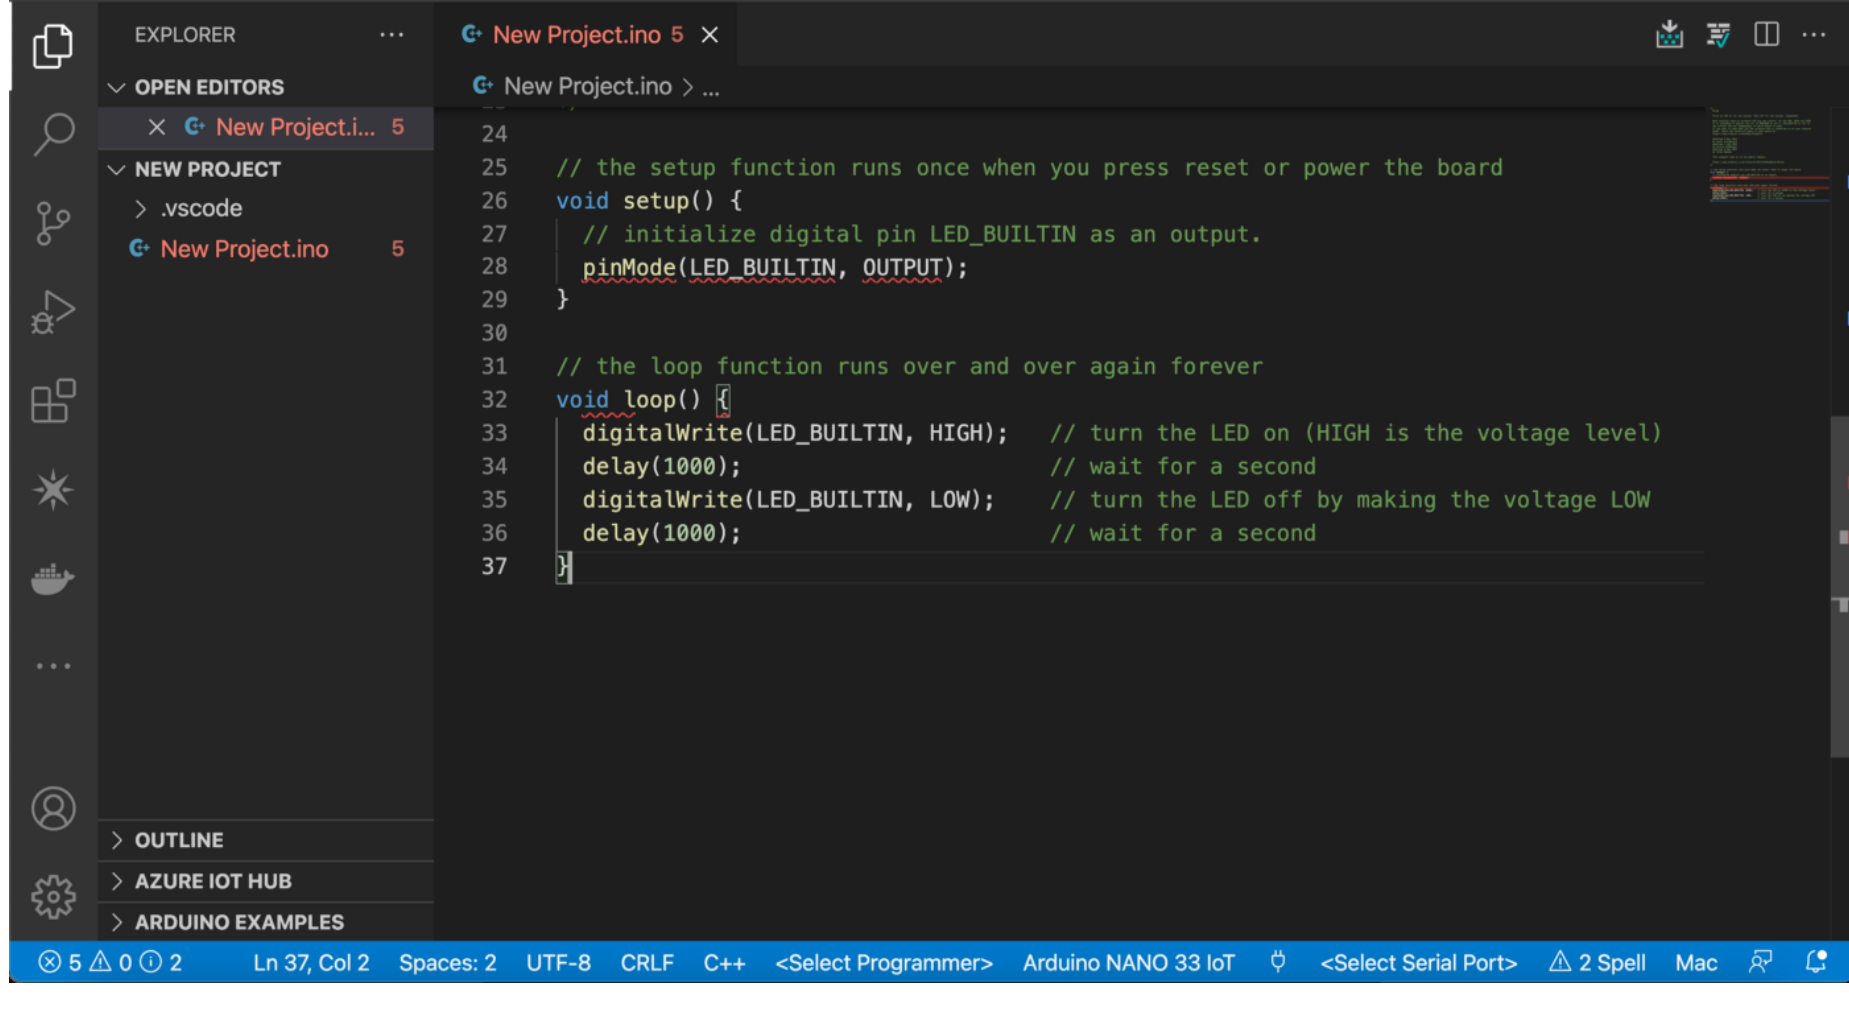 EXPLORER ...
OPEN EDITORS
New Project.i... 5
NEW PROJECT
.vscode
New Project.ino 5
OUTLINE
AZURE IOT HUB
ARDUINO EXAMPLES
New Project.ino 5
New Project.ino > ...
24
25 // the setup function runs once when you press reset or power the board
26 void setup() {
27 // initialize digital pin LED_BUILTIN as an output.
28 pinMode(LED_BUILTIN, OUTPUT);
29 }
30
31 // the loop function runs over and over again forever
32 void loop() {
33 digitalWrite(LED_BUILTIN, HIGH); // turn the LED on (HIGH is the voltage level)
34 delay(1000); // wait for a second
35 digitalWrite(LED_BUILTIN, LOW); // turn the LED off by making the voltage LOW
36 delay(1000); // wait for a second
37 }
5 0 2 Ln 37, Col 2 Spaces: 2 UTF-8 CRLF C++ <Select Programmer> Arduino NANO 33 IoT <Select Serial Port> 2 Spell Mac